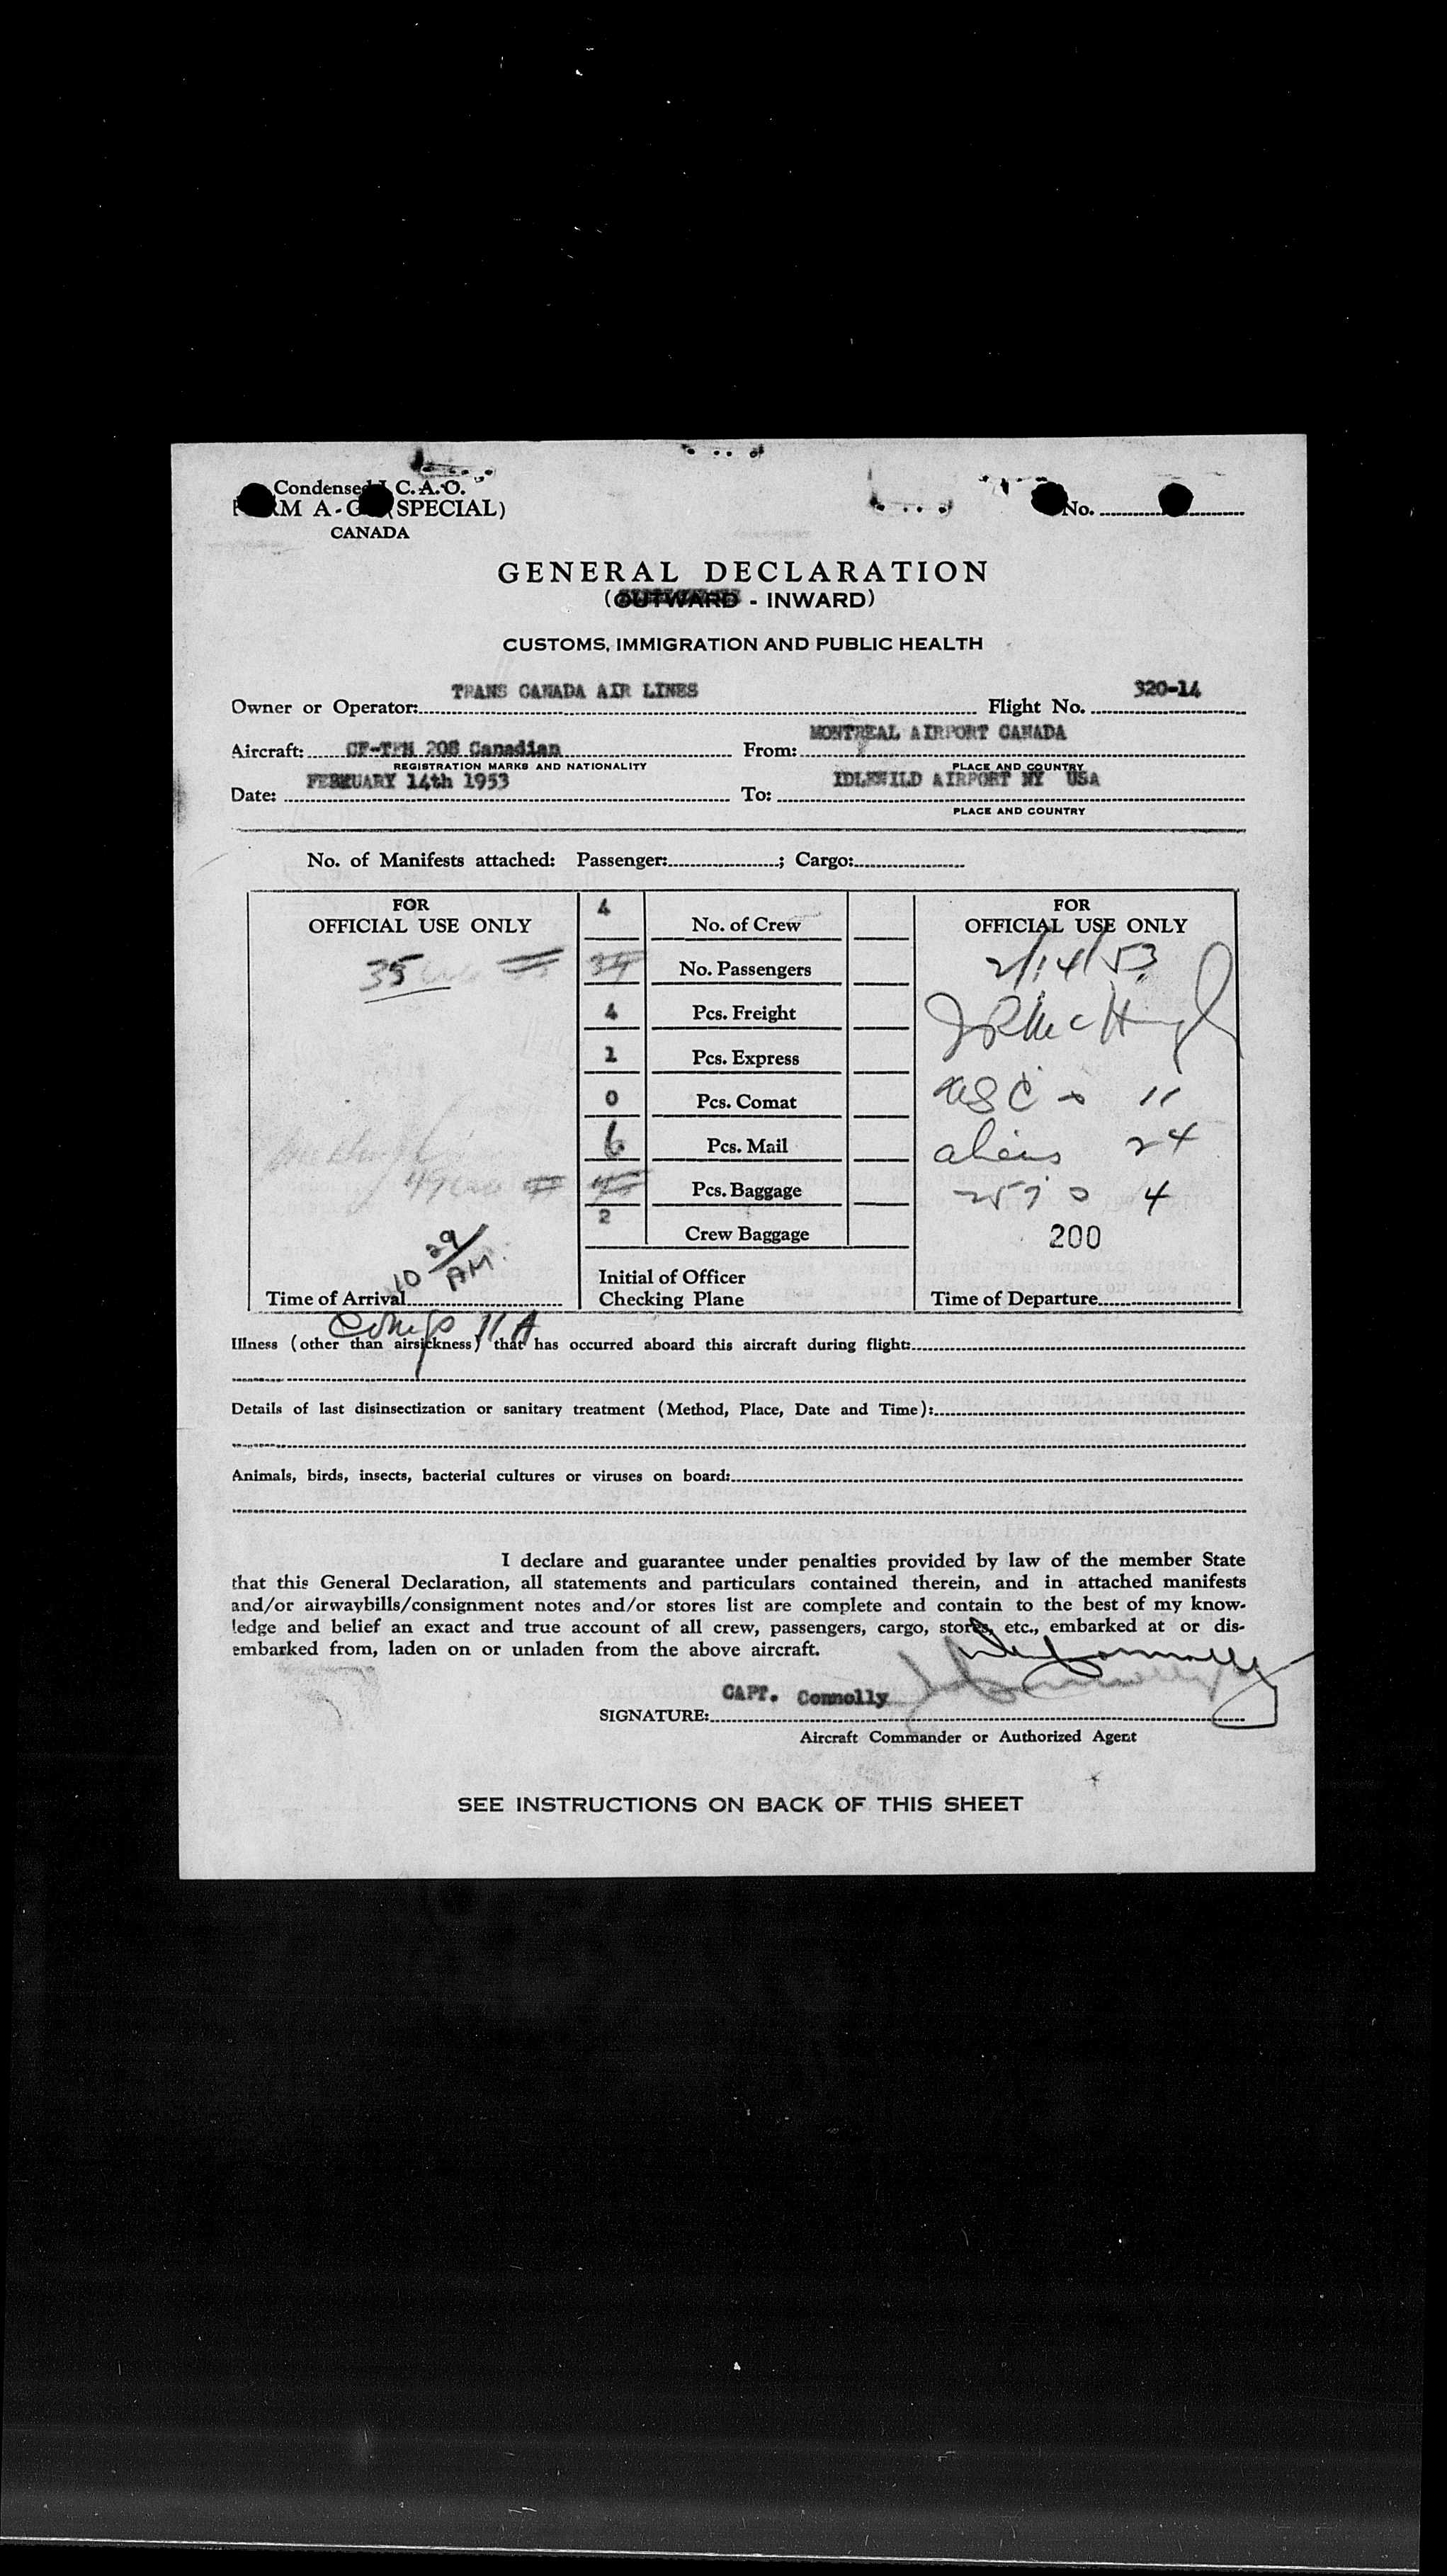 Condensed I.C.A.O.
A-G (SPECIAL)
CANADA
No.
GENERAL DECLARATION
(OUTWARD - INWARD)
CUSTOMS, IMMIGRATION AND PUBLIC HEALTH
Owner or Operator: TRANS CANADA AIR LINES Flight No. 320-14
Aircraft: 208 Canadian From: MONTREAL AIRPORT CANADA
REGISTRATION MARKS AND NATIONALITY PLACE AND COUNTRY
Date: FEBRUARY 14th 1953 To: IDLEWILD AIRPORT NY USA
PLACE AND COUNTRY
No. of Manifests attached: Passenger: ; Cargo:
FOR
OFFICIAL USE ONLY
35
Time of Arrival 10 29/AM.
4 No. of Crew
No. Passengers
4 Pcs. Freight
1 Pcs. Express
0 Pcs. Comat
6 Pcs. Mail
Pcs. Baggage
2 Crew Baggage
Initial of Officer
Checking Plane
FOR
OFFICIAL USE ONLY
2/14/53
USC 11
aliens 24
4
200
Time of Departure
Illness (other than airsickness) that has occurred aboard this aircraft during flight:
Details of last disinsectization or sanitary treatment (Method, Place, Date and Time):
Animals, birds, insects, bacterial cultures or viruses on board:
I declare and guarantee under penalties provided by law of the member State
that this General Declaration, all statements and particulars contained therein, and in attached manifests
and/or airwaybills/consignment notes and/or stores list are complete and contain to the best of my know-
ledge and belief an exact and true account of all crew, passengers, cargo, stores, etc., embarked at or dis-
embarked from, laden on or unladen from the above aircraft.
SIGNATURE: CAPT. Connolly
Aircraft Commander or Authorized Agent
SEE INSTRUCTIONS ON BACK OF THIS SHEET